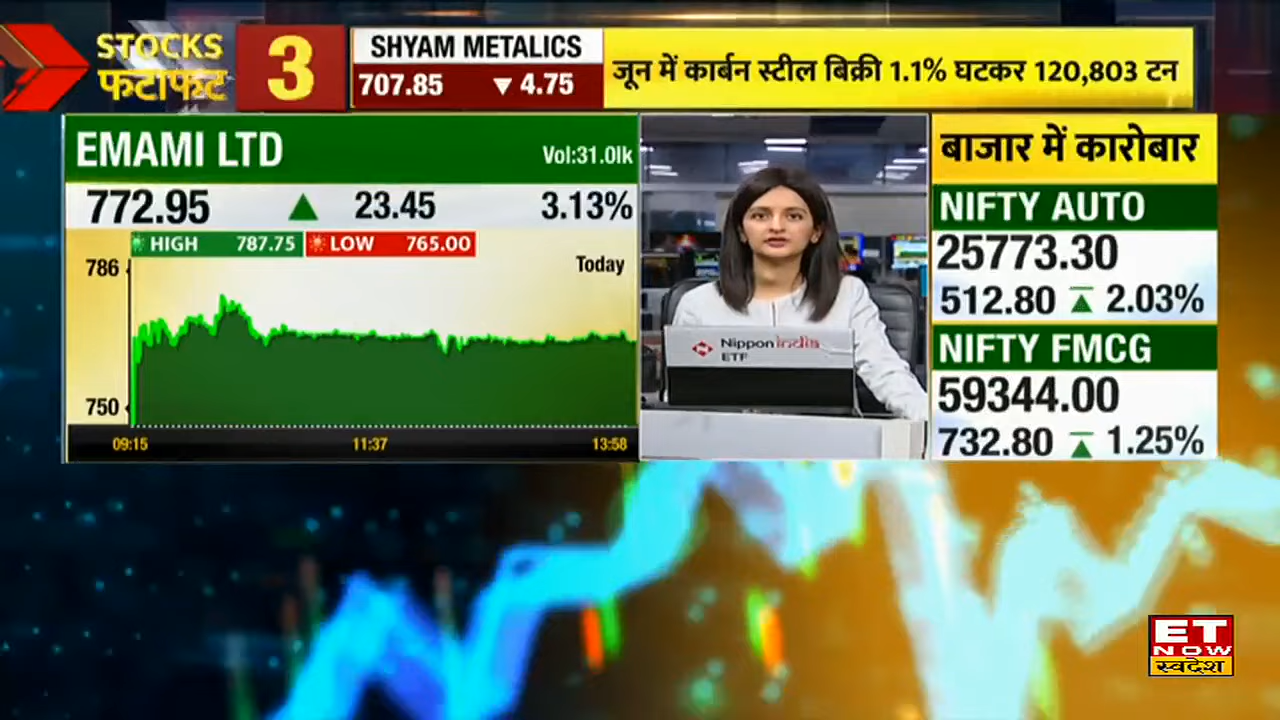 STOCKS
फटाफट
3
SHYAM METALICS
707.85 ▼ 4.75
जून में कार्बन स्टील बिक्री 1.1% घटकर 120,803 टन
EMAMI LTD
Vol:31.0lk
772.95 ▲ 23.45 3.13%
HIGH 787.75 LOW 765.00
Today
786
750
09:15 11:37 13:58
Nippon india
ETF
बाजार में कारोबार
NIFTY AUTO
25773.30
512.80 ▲ 2.03%
NIFTY FMCG
59344.00
732.80 ▲ 1.25%
ET
NOW
स्वदेश